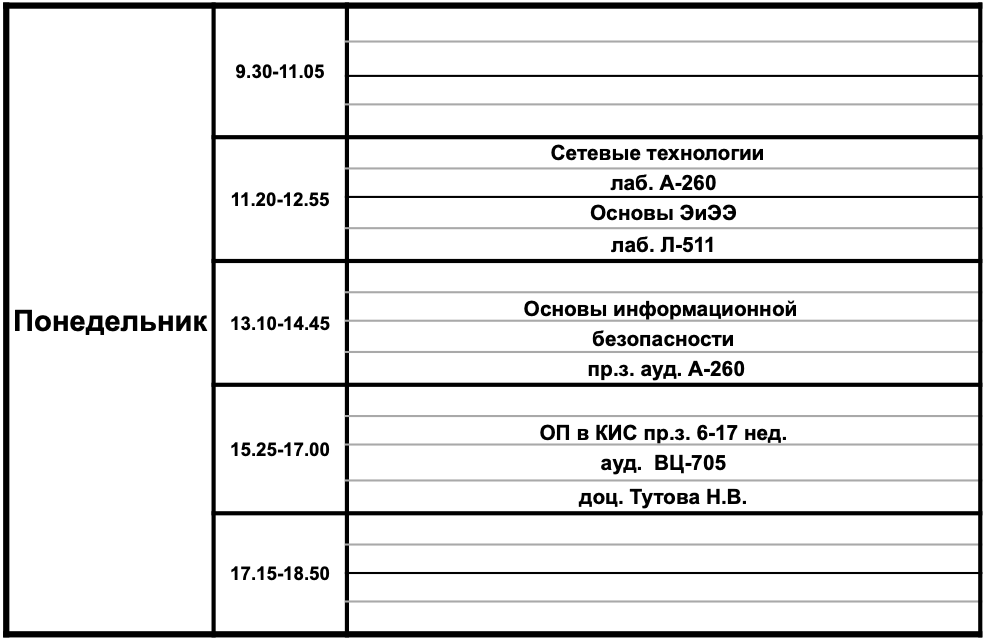 9.30-11.05
Сетевые технологии
лаб. А-260
11.20-12.55
Основы ЭиЭЭ
лаб. Л-511
Понедельник
13.10-14.45
Основы информационной
безопасности
пр.з. ауд. А-260
15.25-17.00
ОП в КИС пр.з. 6-17 нед.
ауд. ВЦ-705
доц. Тутова Н.В.
17.15-18.50